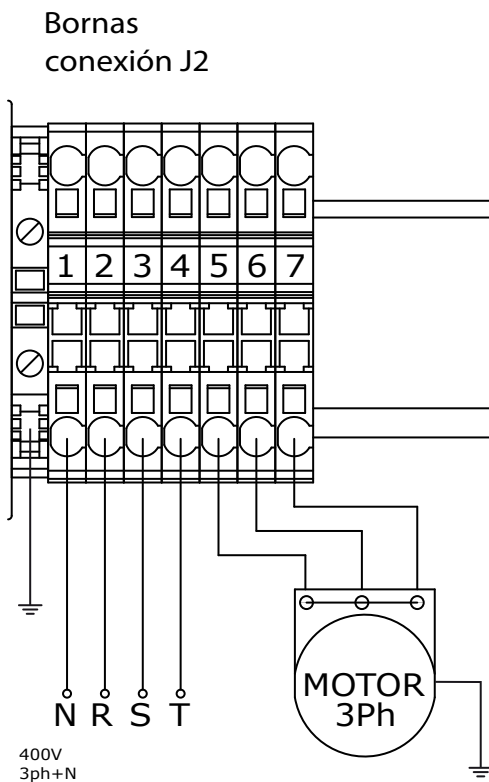 Bornas
conexión J2
1 2 3 4 5 6 7
N R S T
MOTOR
3Ph
400V
3ph+N